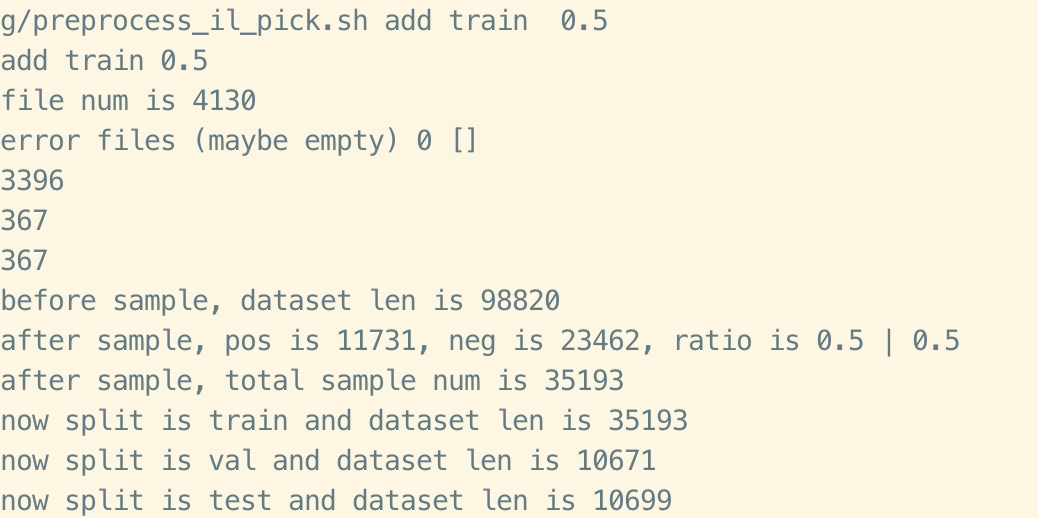 g/preprocess_il_pick.sh add train  0.5
add train 0.5
file num is 4130
error files (maybe empty) 0 []
3396
367
367
before sample, dataset len is 98820
after sample, pos is 11731, neg is 23462, ratio is 0.5 | 0.5
after sample, total sample num is 35193
now split is train and dataset len is 35193
now split is val and dataset len is 10671
now split is test and dataset len is 10699